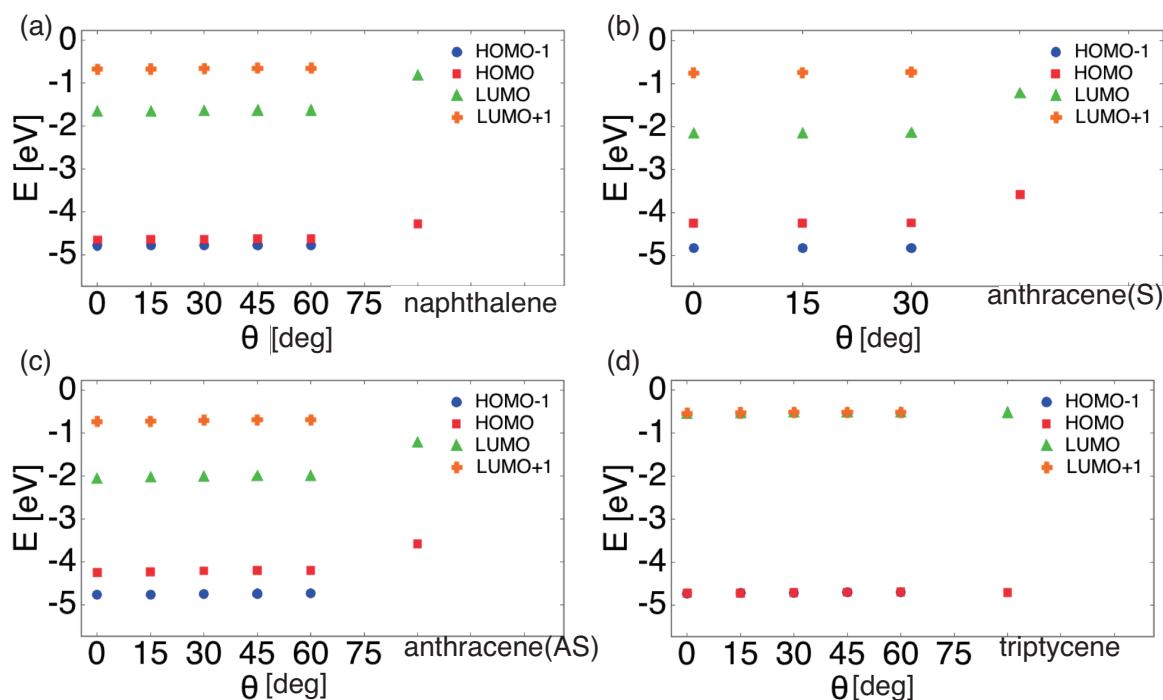 (a)
0
-1
-2
-3
-4
-5
E [eV]
HOMO-1
HOMO
LUMO
LUMO+1
0 15 30 45 60 75 naphthalene
θ [deg]
(b)
0
-1
-2
-3
-4
-5
E [eV]
HOMO-1
HOMO
LUMO
LUMO+1
0 15 30 anthracene(S)
θ [deg]
(c)
0
-1
-2
-3
-4
-5
E [eV]
HOMO-1
HOMO
LUMO
LUMO+1
0 15 30 45 60 75 anthracene(AS)
θ [deg]
(d)
0
-1
-2
-3
-4
-5
E [eV]
HOMO-1
HOMO
LUMO
LUMO+1
0 15 30 45 60 75 triptycene
θ [deg]